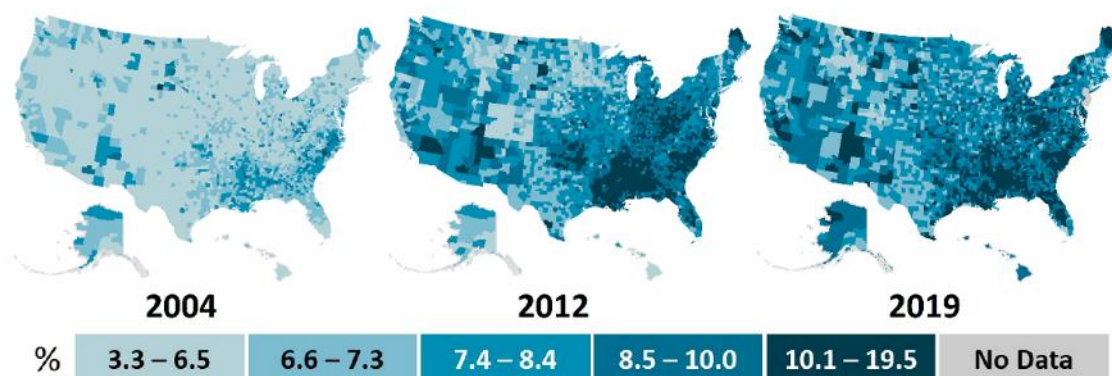 2004 2012 2019
% 3.3 – 6.5 6.6 – 7.3 7.4 – 8.4 8.5 – 10.0 10.1 – 19.5 No Data